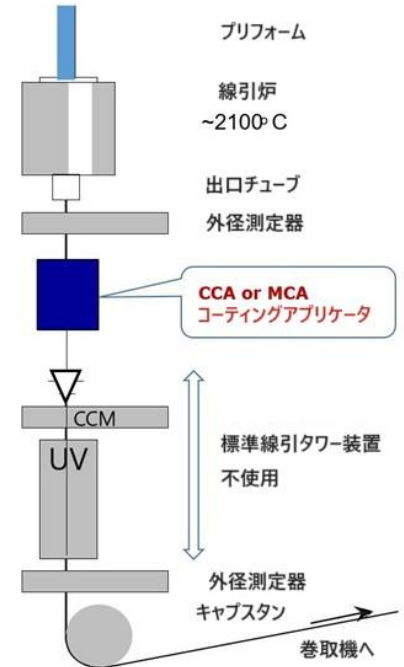 プリフォーム
線引炉
~2100°C
出口チューブ
外径測定器
CCA or MCA
コーティングアプリケータ
CCM
UV
標準線引タワー装置
不使用
外径測定器
キャプスタン
巻取機へ